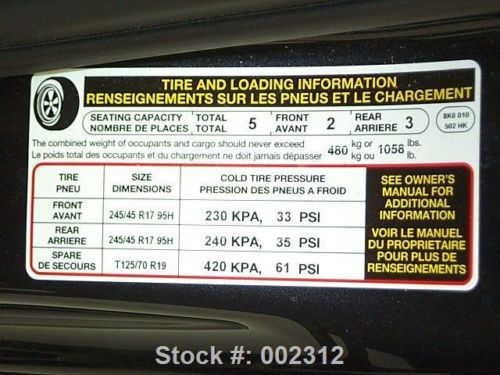 TIRE AND LOADING INFORMATION
RENSEIGNEMENTS SUR LES PNEUS ET LE CHARGEMENT
SEATING CAPACITY TOTAL 5 FRONT 2 REAR 3
NOMBRE DE PLACES TOTAL AVANT ARRIERE
8K0 010
502 HK
The combined weight of occupants and cargo should never exceed 480 kg or 1058 lbs.
Le poids total des occupants et du chargement ne doit jamais dépasser kg ou lb.
TIRE
PNEU
SIZE
DIMENSIONS
COLD TIRE PRESSURE
PRESSION DES PNEUS A FROID
FRONT
AVANT
245/45 R17 95H
230 KPA, 33 PSI
REAR
ARRIERE
245/45 R17 95H
240 KPA, 35 PSI
SPARE
DE SECOURS
T125/70 R19
420 KPA, 61 PSI
SEE OWNER'S
MANUAL FOR
ADDITIONAL
INFORMATION
VOIR LE MANUEL
DU PROPRIETAIRE
POUR PLUS DE
RENSEIGNEMENTS
Stock #: 002312